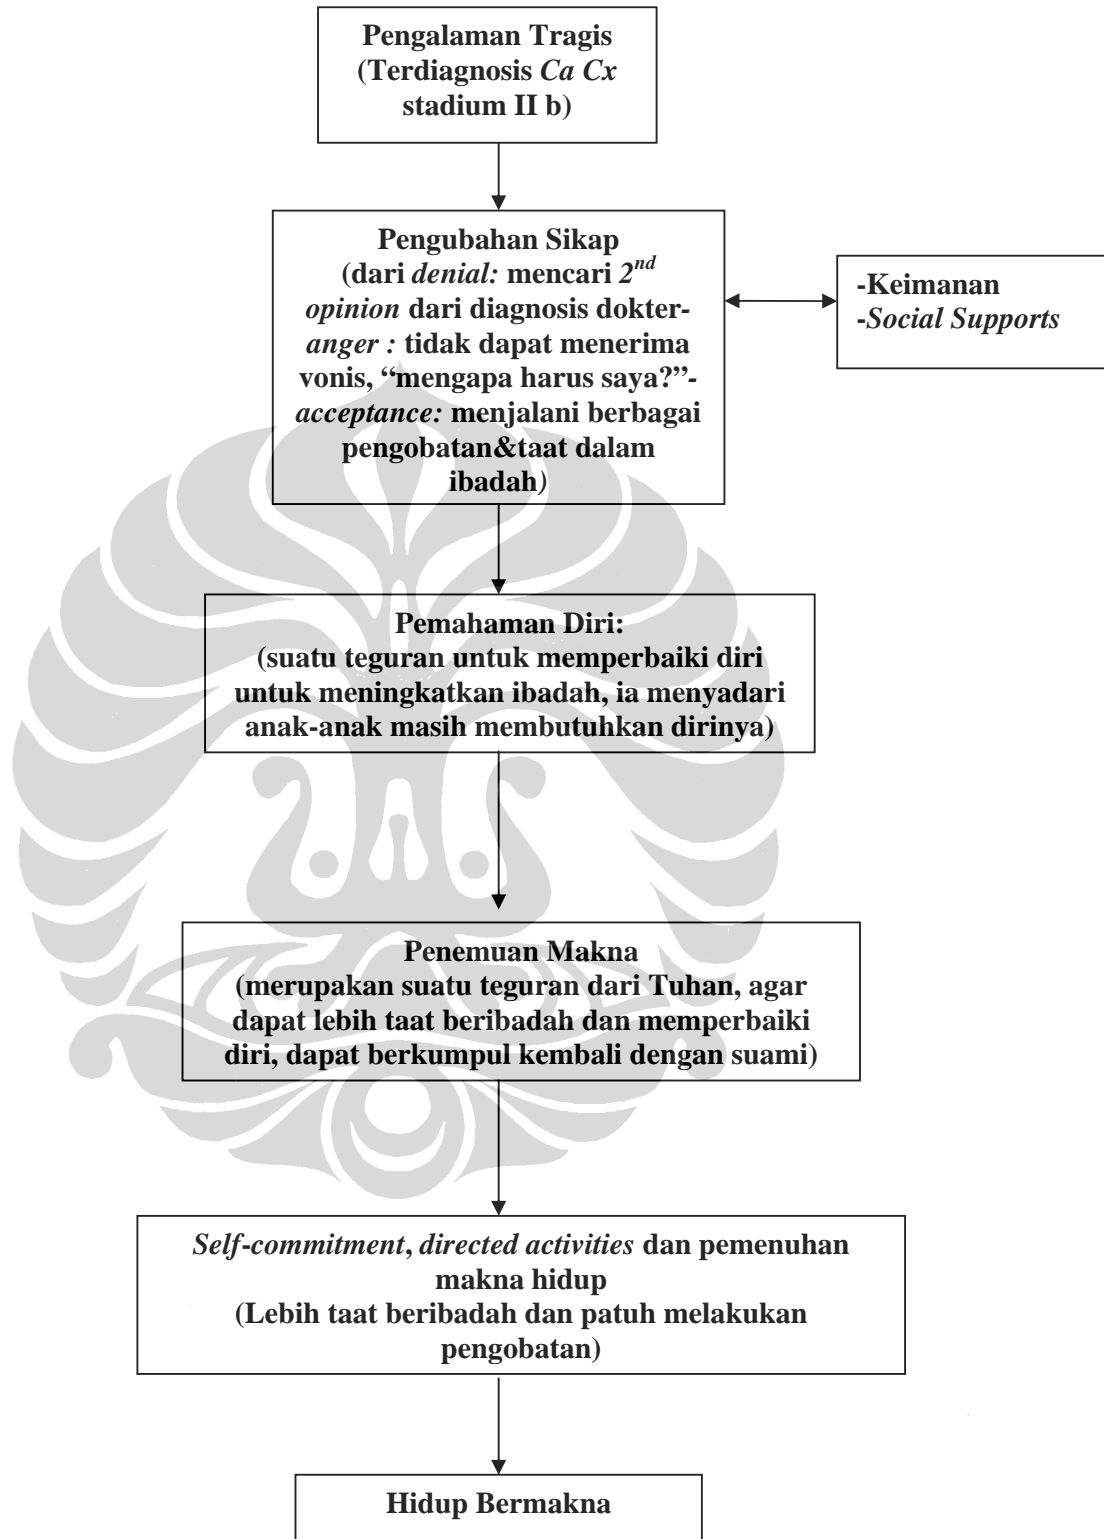 Pengalaman Tragis
(Terdiagnosis Ca Cx
stadium II b)
Pengubahan Sikap
(dari denial: mencari 2nd
opinion dari diagnosis dokter-
anger : tidak dapat menerima
vonis, “mengapa harus saya?”-
acceptance: menjalani berbagai
pengobatan&taat dalam
ibadah)
-Keimanan
-Social Supports
Pemahaman Diri:
(suatu teguran untuk memperbaiki diri
untuk meningkatkan ibadah, ia menyadari
anak-anak masih membutuhkan dirinya)
Penemuan Makna
(merupakan suatu teguran dari Tuhan, agar
dapat lebih taat beribadah dan memperbaiki
diri, dapat berkumpul kembali dengan suami)
Self-commitment, directed activities dan pemenuhan
makna hidup
(Lebih taat beribadah dan patuh melakukan
pengobatan)
Hidup Bermakna